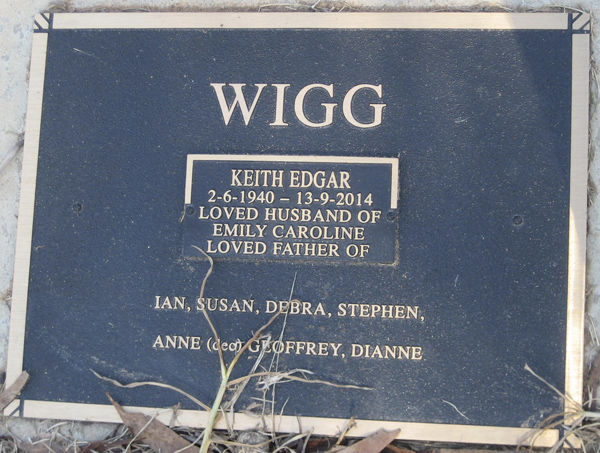 WIGG
KEITH EDGAR
2-6-1940 – 13-9-2014
LOVED HUSBAND OF
EMILY CAROLINE
LOVED FATHER OF
IAN, SUSAN, DEBRA, STEPHEN,
ANNE (dec) GEOFFREY, DIANNE